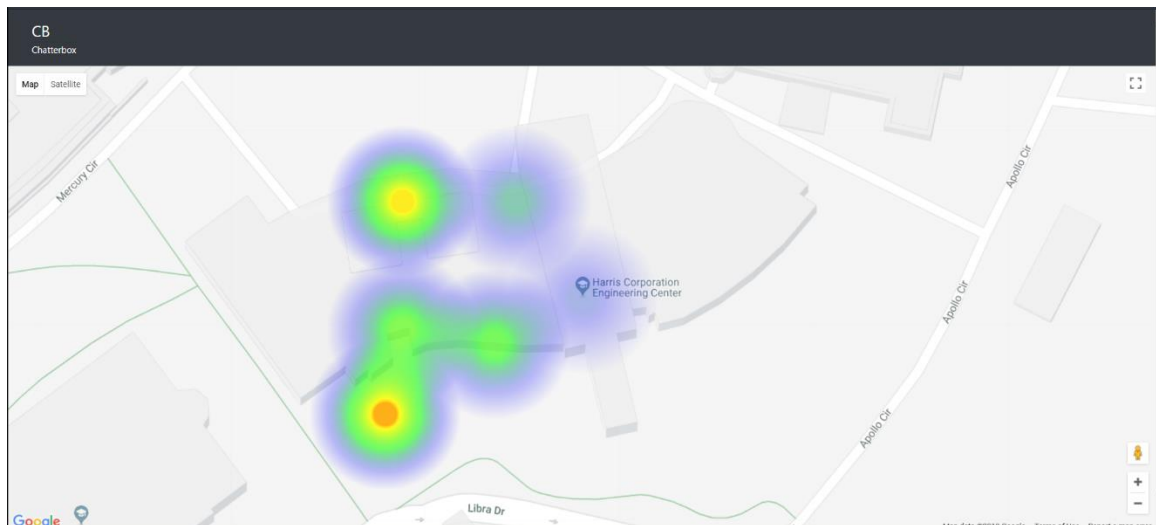 CB
Chatterbox
Map Satellite
Mercury Cir
Apollo Cir
Harris Corporation
Engineering Center
Apollo Cir
Apollo Cir
Libra Dr
Google